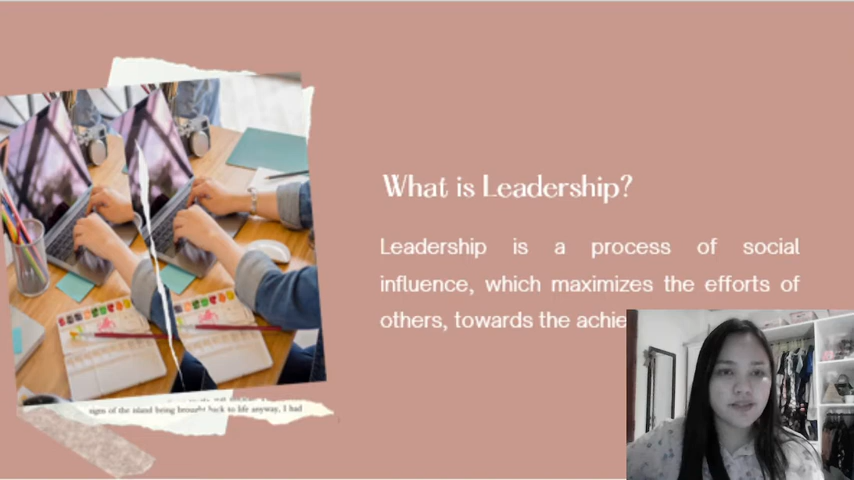 What is Leadership?
Leadership is a process of social
influence, which maximizes the efforts of
others, towards the achie
signs of the island being brought back to life anyway, I had